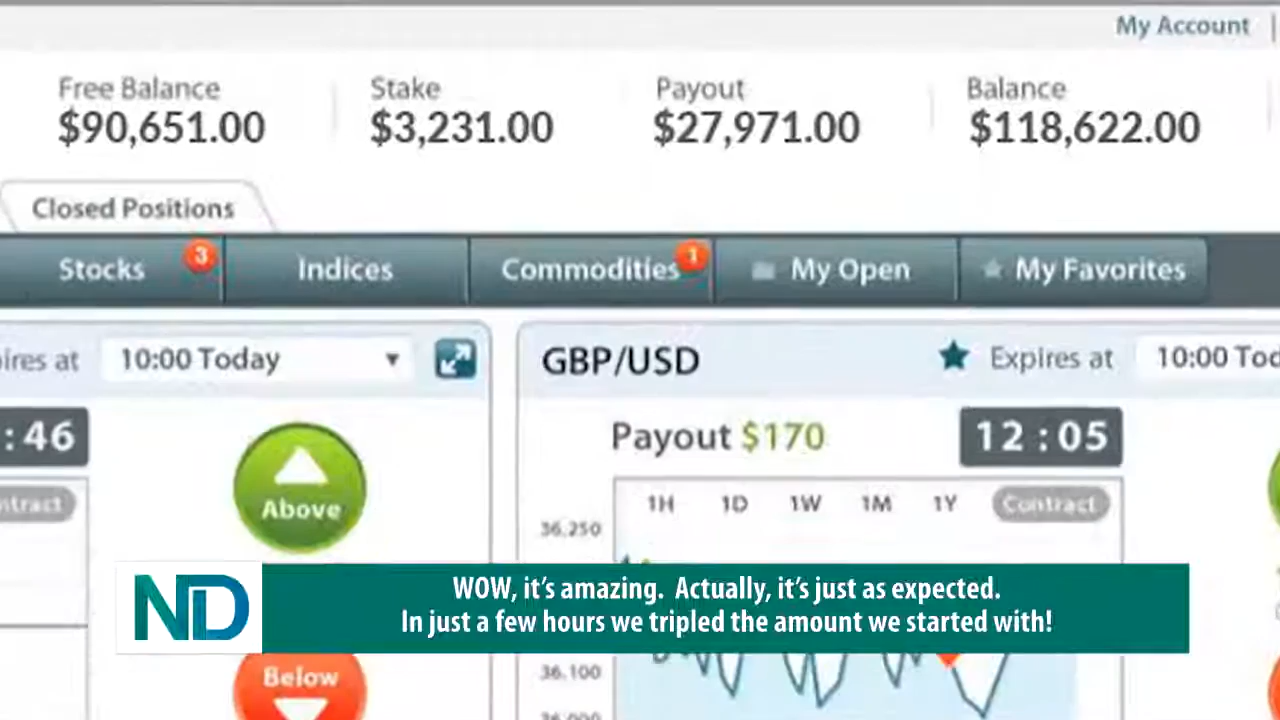 My Account
Free Balance Stake Payout Balance
$90,651.00 $3,231.00 $27,971.00 $118,622.00
Closed Positions
Stocks 3 Indices Commodities 1 My Open My Favorites
ires at 10:00 Today GBP/USD Expires at 10:00 Tod
:46 Payout $170 12:05
Above
ntract 1H 1D 1W 1M 1Y Contract
36.250
ND
WOW, it's amazing. Actually, it's just as expected.
In just a few hours we tripled the amount we started with!
Below
36.100